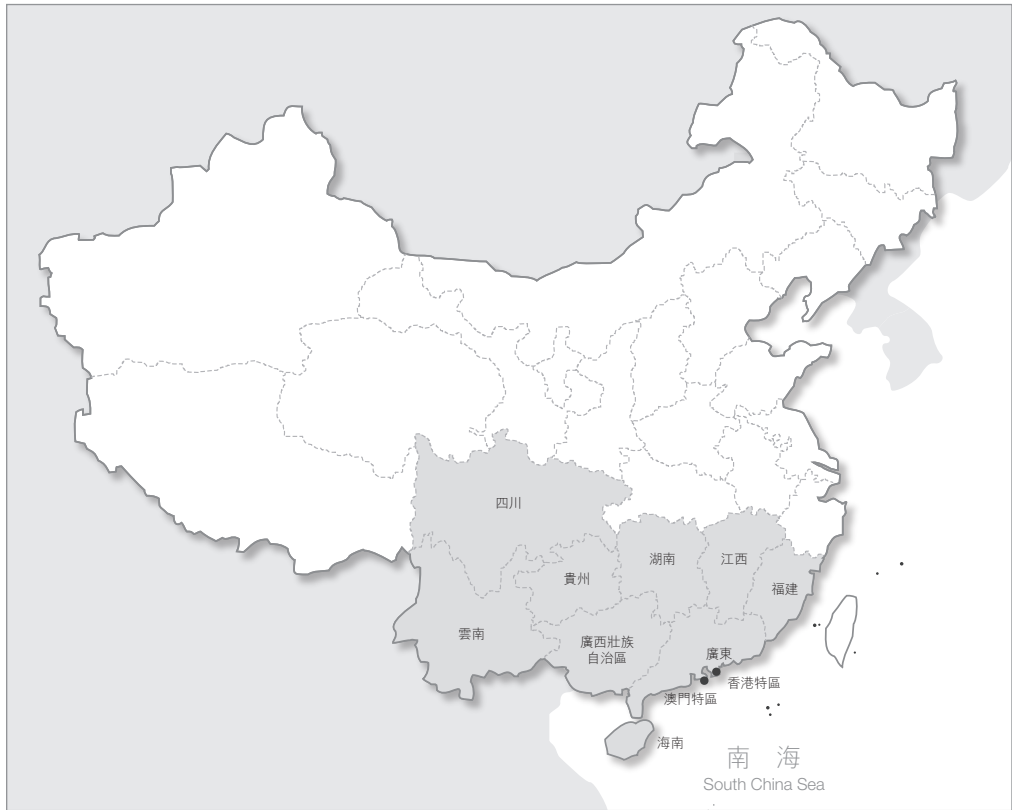 四川
湖南
江西
貴州
福建
雲南
廣西壯族
自治區
廣東
香港特區
澳門特區
海南
南 海
South China Sea